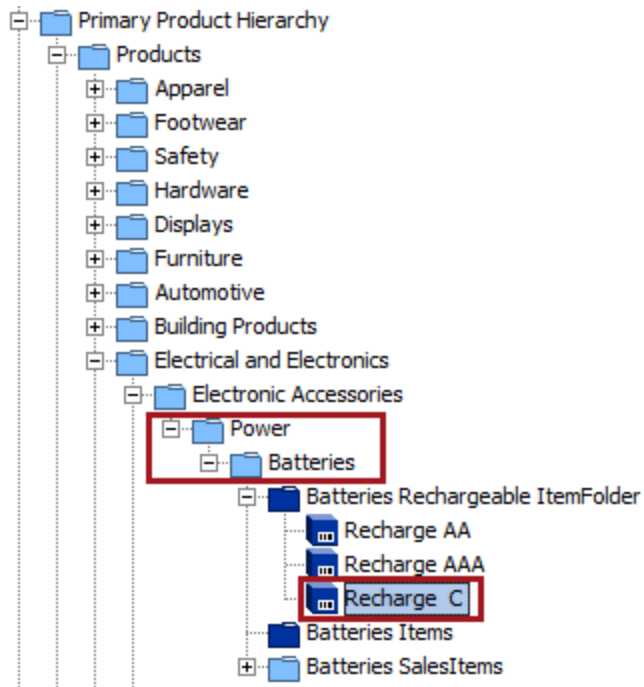 Primary Product Hierarchy
Products
Apparel
Footwear
Safety
Hardware
Displays
Furniture
Automotive
Building Products
Electrical and Electronics
Electronic Accessories
Power
Batteries
Batteries Rechargeable ItemFolder
Recharge AA
Recharge AAA
Recharge  C
Batteries Items
Batteries SalesItems